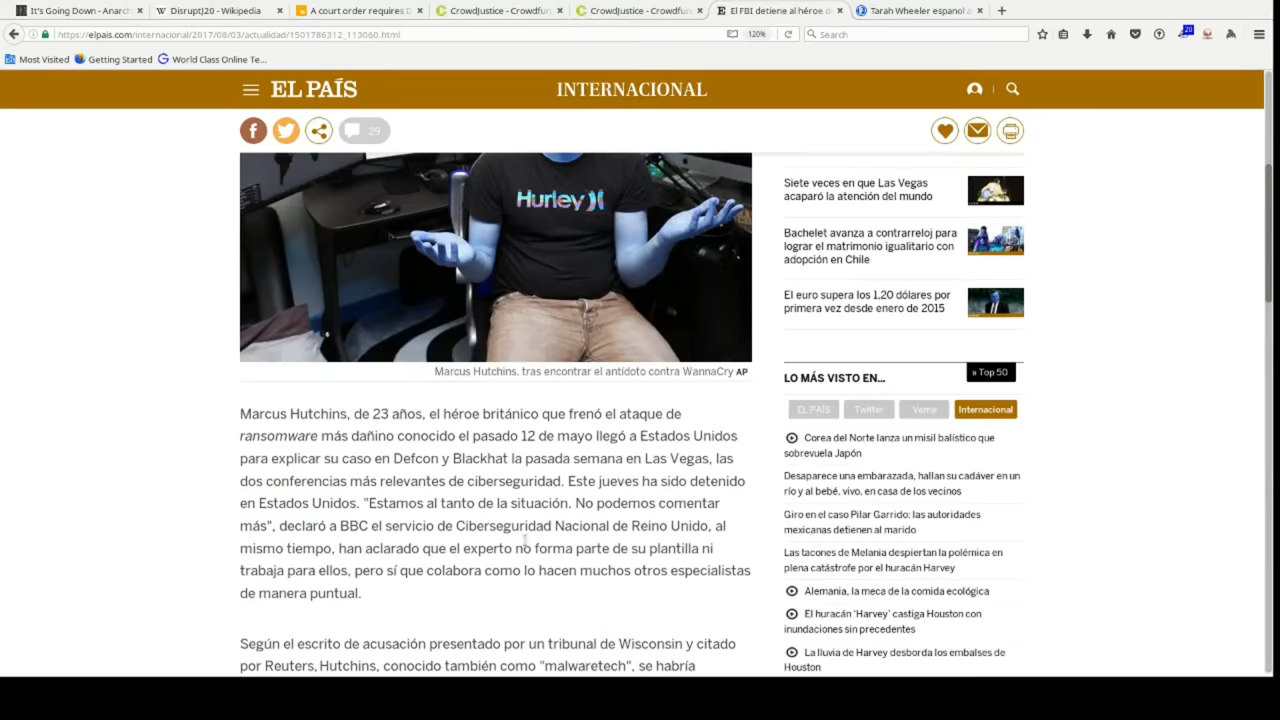 It's Going Down - Anarc
DisruptJ20 - Wikipedia
A court order requires D
CrowdJustice - Crowdfu
CrowdJustice - Crowdfu
El FBI detiene al héroe d
Tarah Wheeler espanol a
https://elpais.com/internacional/2017/08/03/actualidad/1501786312_113060.html
120%
Search
20
Most Visited
Getting Started
World Class Online Te...
EL PAÍS
INTERNACIONAL
29
Hurley
Marcus Hutchins, tras encontrar el antídoto contra WannaCry AP
Marcus Hutchins, de 23 años, el héroe británico que frenó el ataque de
ransomware más dañino conocido el pasado 12 de mayo llegó a Estados Unidos
para explicar su caso en Defcon y Blackhat la pasada semana en Las Vegas, las
dos conferencias más relevantes de ciberseguridad. Este jueves ha sido detenido
en Estados Unidos. "Estamos al tanto de la situación. No podemos comentar
más", declaró a BBC el servicio de Ciberseguridad Nacional de Reino Unido, al
mismo tiempo, han aclarado que el experto no forma parte de su plantilla ni
trabaja para ellos, pero sí que colabora como lo hacen muchos otros especialistas
de manera puntual.
Según el escrito de acusación presentado por un tribunal de Wisconsin y citado
por Reuters, Hutchins, conocido también como "malwaretech", se habría
Siete veces en que Las Vegas
acaparó la atención del mundo
Bachelet avanza a contrarreloj para
lograr el matrimonio igualitario con
adopción en Chile
El euro supera los 1,20 dólares por
primera vez desde enero de 2015
LO MÁS VISTO EN...
» Top 50
EL PAÍS
Twitter
Verne
Internacional
Corea del Norte lanza un misil balístico que
sobrevuela Japón
Desaparece una embarazada, hallan su cadáver en un
río y al bebé, vivo, en casa de los vecinos
Giro en el caso Pilar Garrido: las autoridades
mexicanas detienen al marido
Las tacones de Melania despiertan la polémica en
plena catástrofe por el huracán Harvey
Alemania, la meca de la comida ecológica
El huracán 'Harvey' castiga Houston con
inundaciones sin precedentes
La lluvia de Harvey desborda los embalses de
Houston